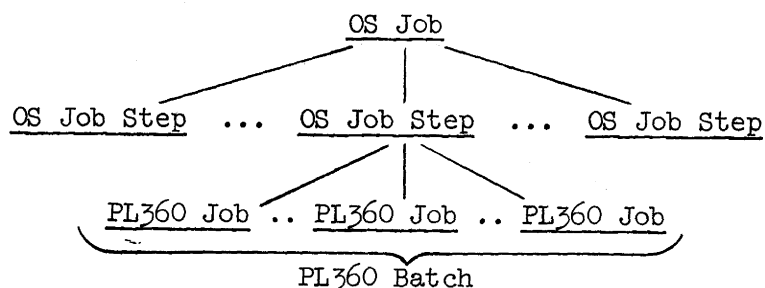 OS Job
OS Job Step ... OS Job Step ... OS Job Step
PL360 Job .. PL360 Job .. PL360 Job
PL360 Batch